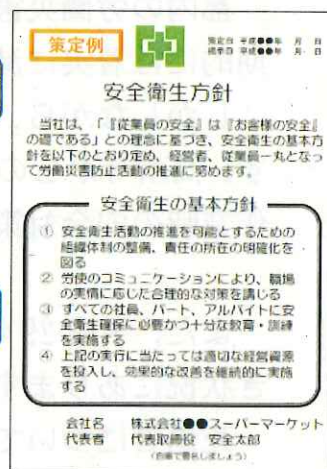 策定例
策定日 平成●●年 月 日
改定日 平成●●年 月 日
安全衛生方針
当社は、「『従業員の安全』は『お客様の安全』
の礎である」との理念に基づき、安全衛生の基本方
針を以下のとおり定め、経営者、従業員一丸となっ
て労働災害防止活動の推進に努めます。
安全衛生の基本方針
① 安全衛生活動の推進を可能とするための
組織体制の整備、責任の所在の明確化を
図る
② 労使のコミュニケーションにより、職場
の実情に応じた合理的な対策を講じる
③ すべての社員、パート、アルバイトに安
全衛生確保に必要かつ十分な教育・訓練
を実施する
④ 上記の実行に当たっては適切な経営資源
を投入し、効果的な改善を継続的に実施
する
会社名 株式会社●●スーパーマーケット
代表者 代表取締役 安全太郎
(自筆で署名しましょう)